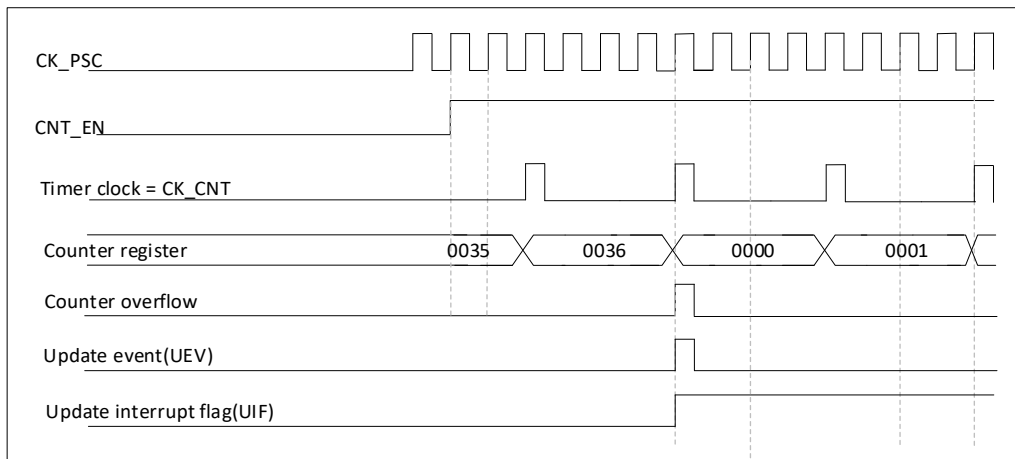 CK_PSC
CNT_EN
Timer clock = CK_CNT
Counter register 0035 0036 0000 0001
Counter overflow
Update event(UEV)
Update interrupt flag(UIF)